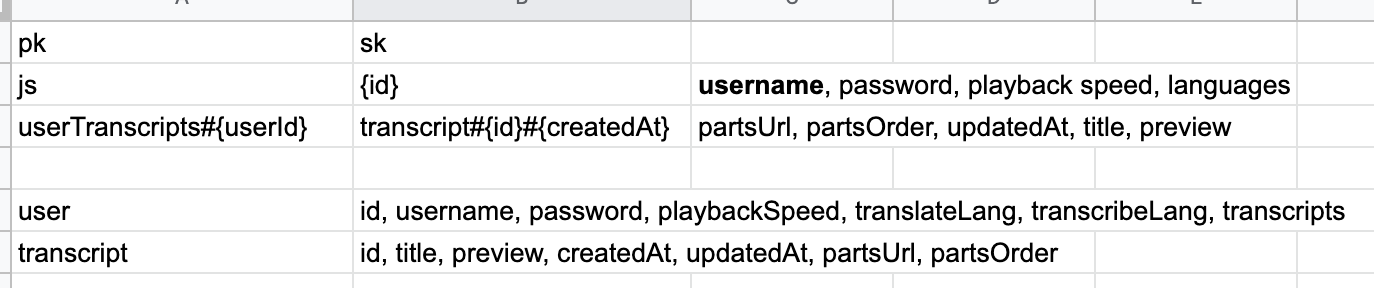 pk sk
js {id} username, password, playback speed, languages
userTranscripts#{userId} transcript#{id}#{createdAt} partsUrl, partsOrder, updatedAt, title, preview
user id, username, password, playbackSpeed, translateLang, transcribeLang, transcripts
transcript id, title, preview, createdAt, updatedAt, partsUrl, partsOrder